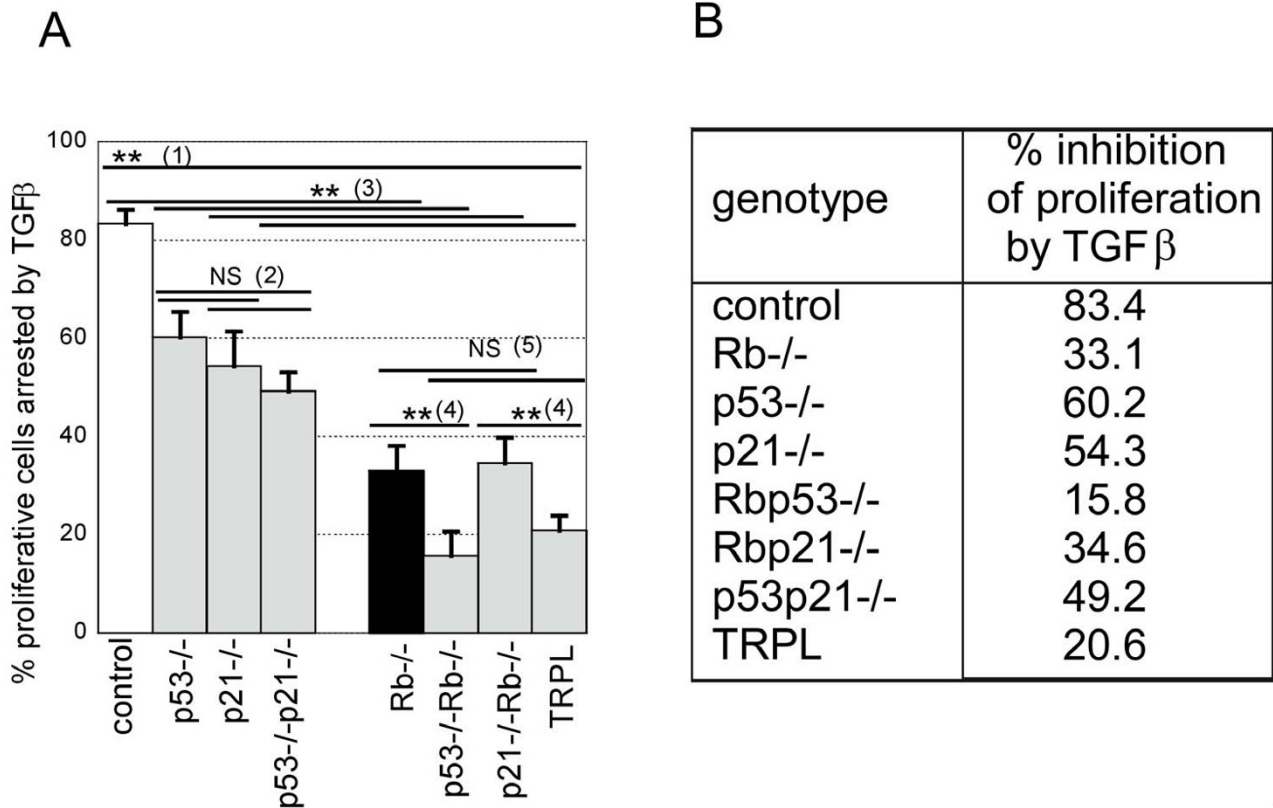 A
% proliferative cells arrested by TGFβ
100
80
60
40
20
0
** (1)
** (3)
NS (2)
NS (5)
** (4)
** (4)
control
p53-/-
p21-/-
p53-/-p21-/-
Rb-/-
p53-/-Rb-/-
p21-/-Rb-/-
TRPL
B
genotype
% inhibition
of proliferation
by TGFβ
control 83.4
Rb-/- 33.1
p53-/- 60.2
p21-/- 54.3
Rbp53-/- 15.8
Rbp21-/- 34.6
p53p21-/- 49.2
TRPL 20.6